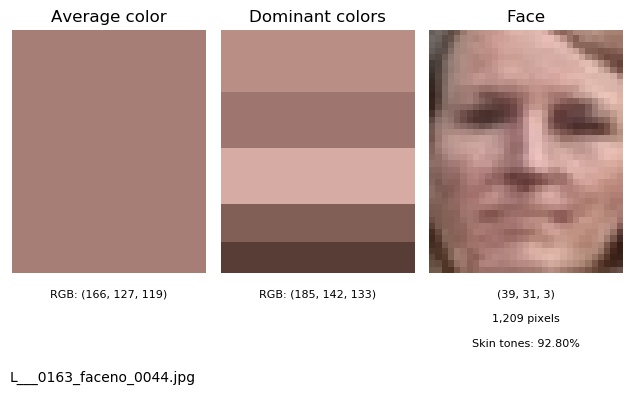 Average color
Dominant colors
Face
RGB: (166, 127, 119)
RGB: (185, 142, 133)
(39, 31, 3)
1,209 pixels
Skin tones: 92.80%
L___0163_faceno_0044.jpg